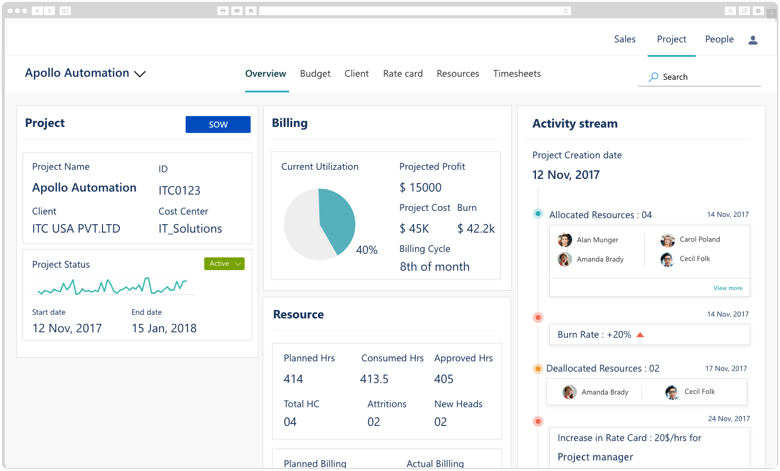 Sales Project People
Apollo Automation
Overview Budget Client Rate card Resources Timesheets
Search
Project
SOW
Project Name
Apollo Automation
ID
ITC0123
Client
ITC USA PVT.LTD
Cost Center
IT_Solutions
Project Status
Active
Start date
12 Nov, 2017
End date
15 Jan, 2018
Billing
Current Utilization
40%
Projected Profit
$ 15000
Project Cost Burn
$ 45K $ 42.2k
Billing Cycle
8th of month
Resource
Planned Hrs Consumed Hrs Approved Hrs
414 413.5 405
Total HC Attritions New Heads
04 02 02
Planned Billing Actual Billling
Activity stream
Project Creation date
12 Nov, 2017
Allocated Resources : 04 14 Nov, 2017
Alan Munger Carol Poland
Amanda Brady Cecil Folk
View more
14 Nov, 2017
Burn Rate : +20%
Deallocated Resources : 02 17 Nov, 2017
Amanda Brady Cecil Folk
24 Nov, 2017
Increase in Rate Card : 20$/hrs for
Project manager